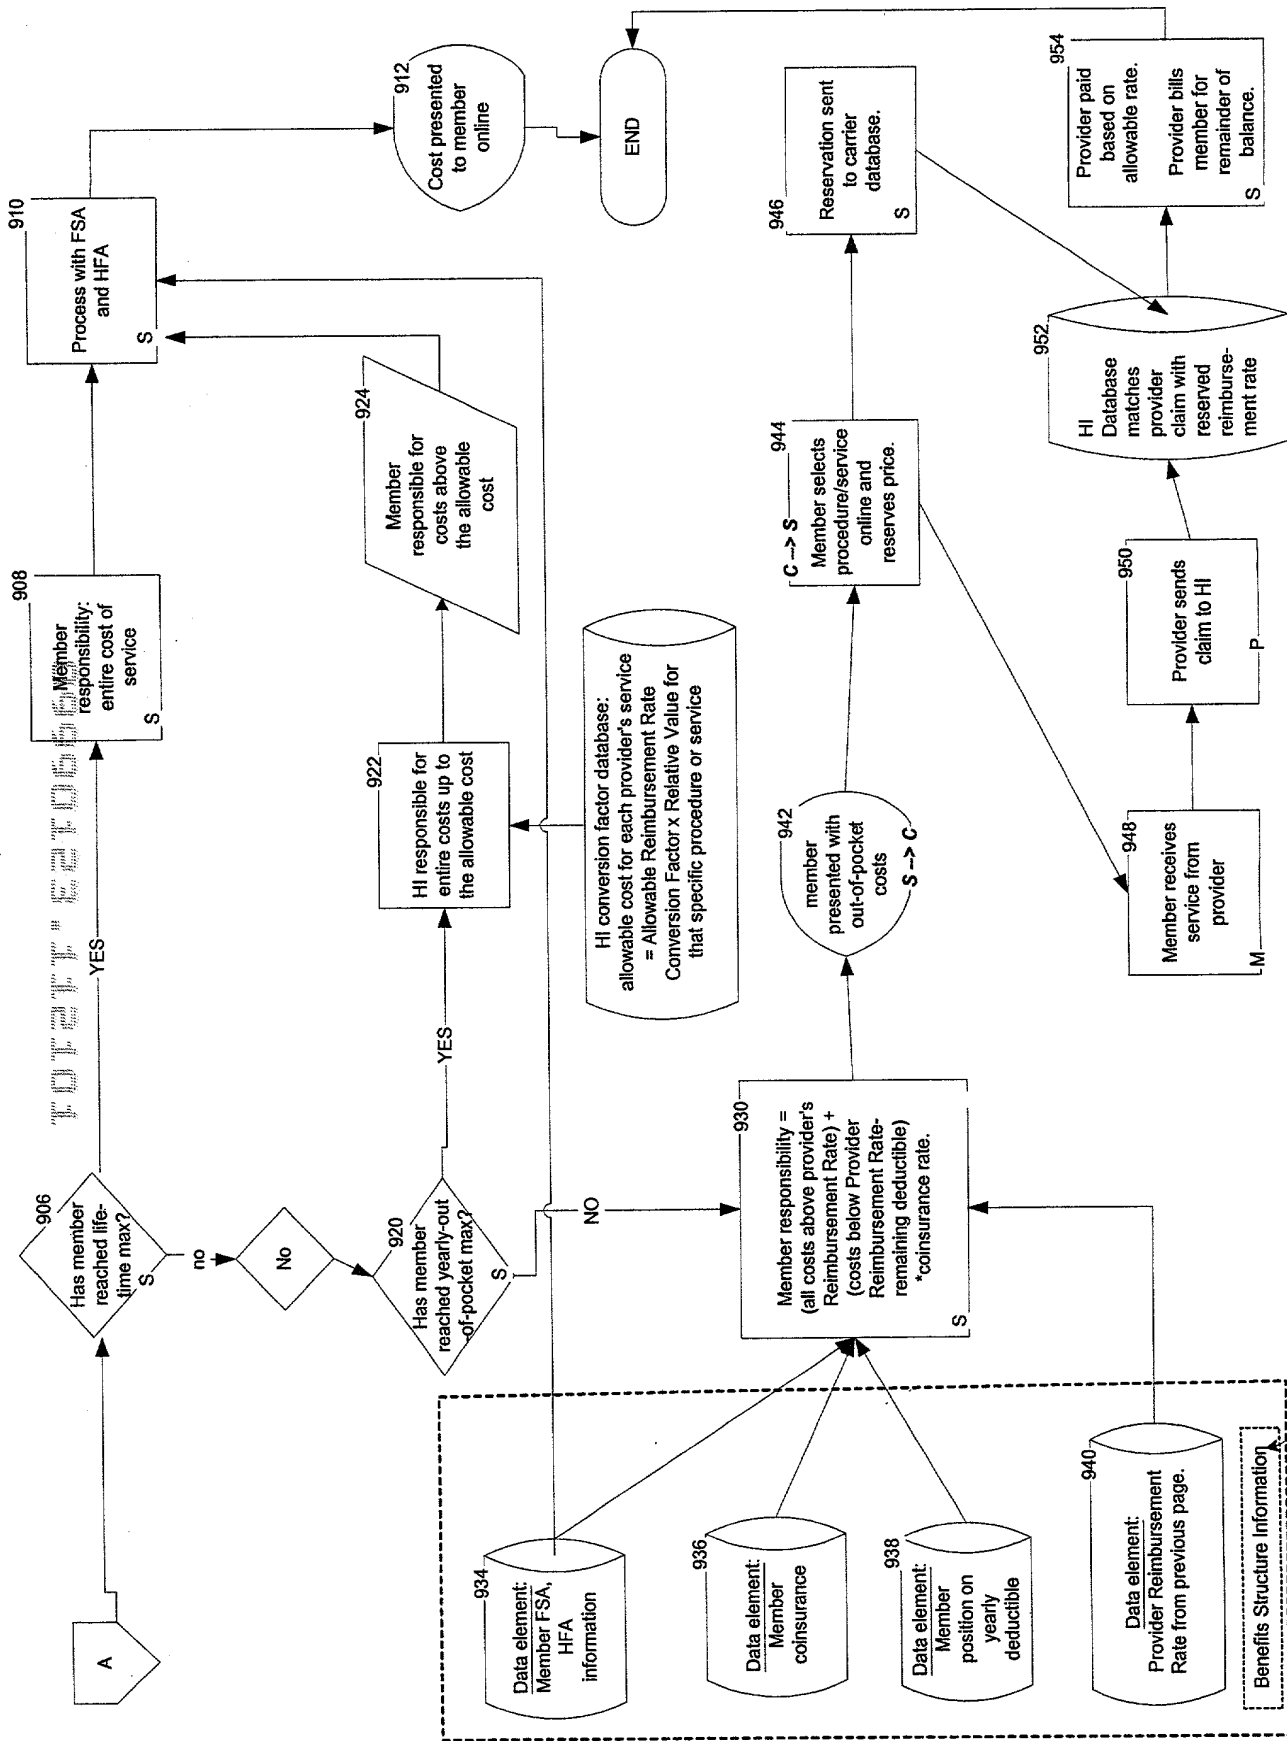 A
906
Has member
reached life-
time max?
S
YES
no
No
908
Member
responsibility:
entire cost of
service
S
910
Process with FSA
and HFA
S
912
Cost presented
to member
online
END
920
Has member
reached yearly-out
-of-pocket max?
S
YES
NO
922
HI responsible for
entire costs up to
the allowable cost
924
Member
responsible for
costs above
the allowable
cost
HI conversion factor database:
allowable cost for each provider's service
= Allowable Reimbursement Rate
Conversion Factor x Relative Value for
that specific procedure or service
934
Data element:
Member FSA,
HFA
information
936
Data element:
Member
coinsurance
938
Data element:
Member
position on
yearly
deductible
940
Data element:
Provider Reimbursement
Rate from previous page.
Benefits Structure Information
930
Member responsibility =
(all costs above provider's
Reimbursement Rate) +
(costs below Provider
Reimbursement Rate-
remaining deductible)
*coinsurance rate.
S
942
member
presented with
out-of-pocket
costs
S --> C
C --> S
944
Member selects
procedure/service
online and
reserves price.
946
Reservation sent
to carrier
database.
S
948
Member receives
service from
provider
M
950
Provider sends
claim to HI
P
952
HI
Database
matches
provider
claim with
reserved
reimburse-
ment rate
954
Provider paid
based on
allowable rate.
Provider bills
member for
remainder of
balance.
S